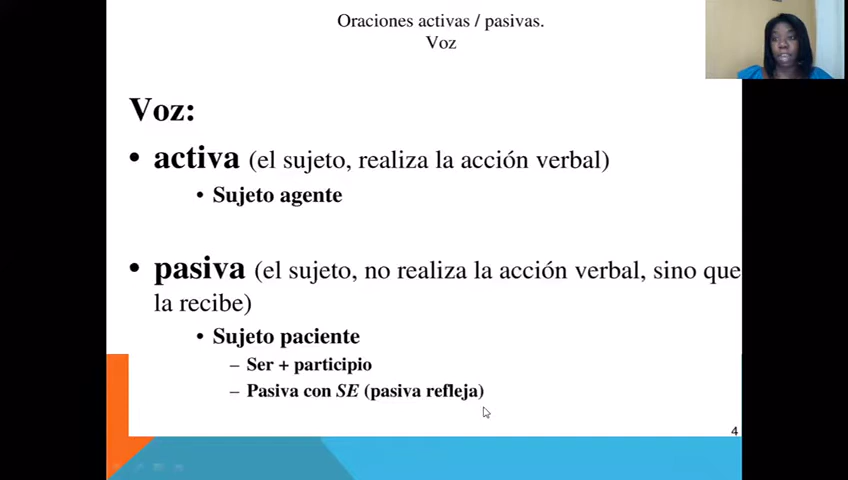 Oraciones activas / pasivas.
Voz
Voz:
• activa (el sujeto, realiza la acción verbal)
• Sujeto agente
• pasiva (el sujeto, no realiza la acción verbal, sino que
la recibe)
• Sujeto paciente
– Ser + participio
– Pasiva con SE (pasiva refleja)
4